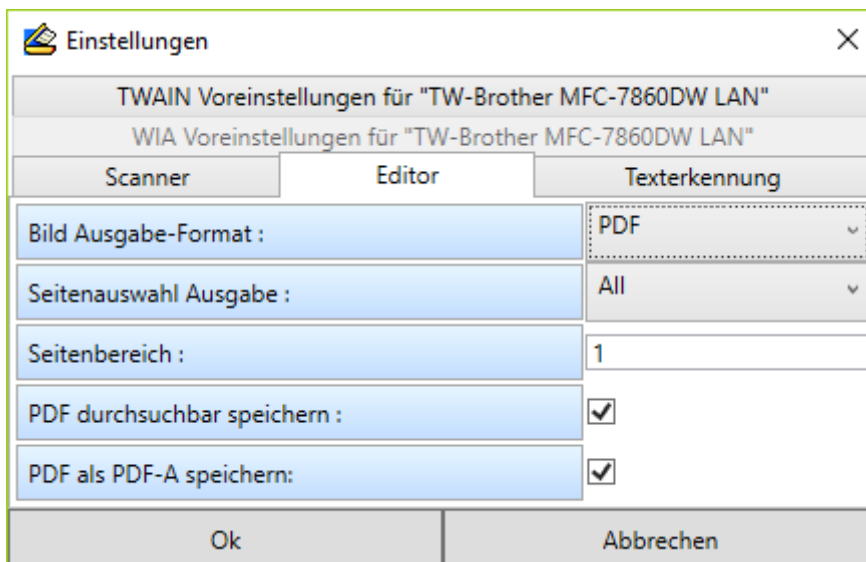 Einstellungen
TWAIN Voreinstellungen für "TW-Brother MFC-7860DW LAN"
WIA Voreinstellungen für "TW-Brother MFC-7860DW LAN"
Scanner Editor Texterkennung
Bild Ausgabe-Format : PDF
Seitenauswahl Ausgabe : All
Seitenbereich : 1
PDF durchsuchbar speichern :
PDF als PDF-A speichern:
Ok Abbrechen